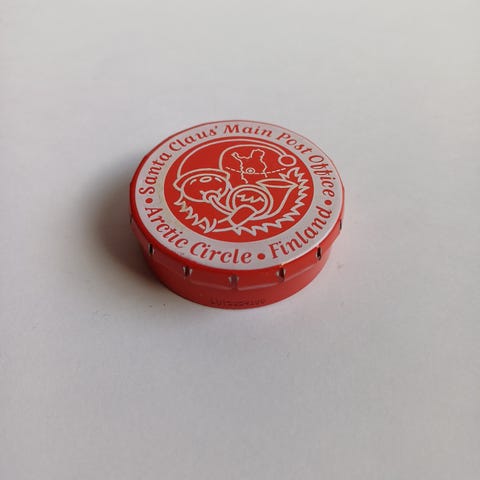 • Santa Claus' Main Post Office •
Arctic Circle • Finland